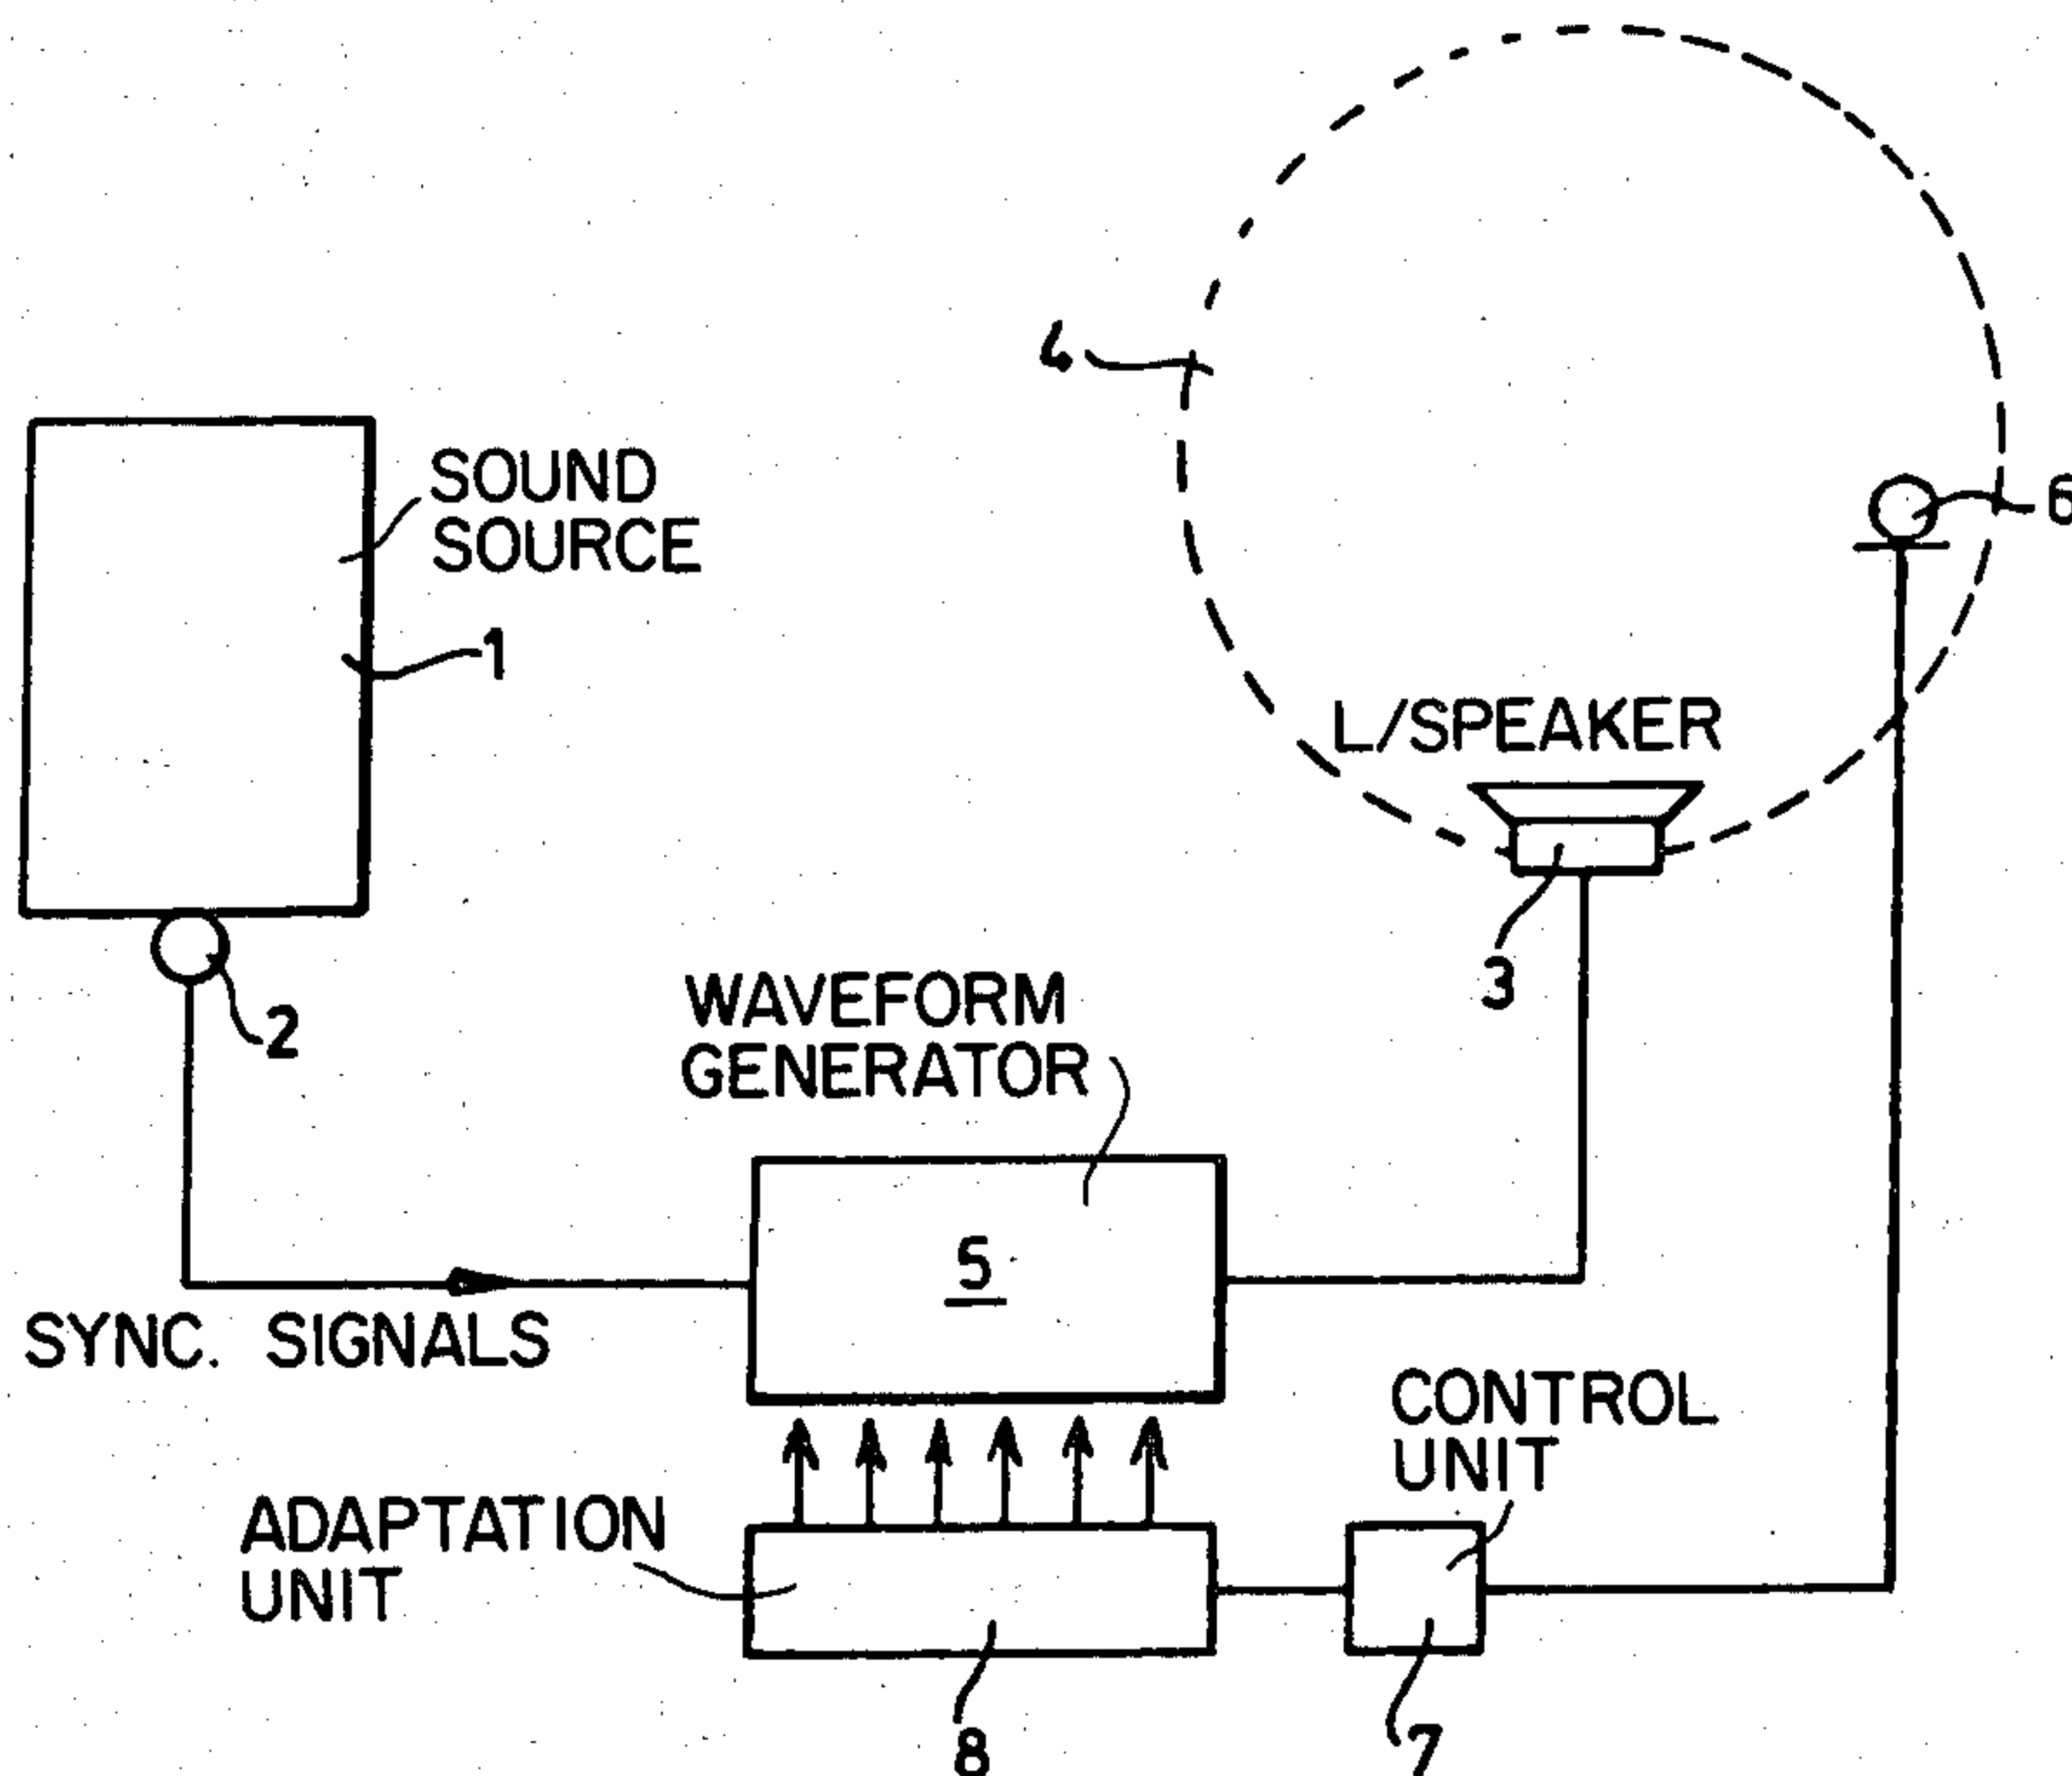 4
SOUND
SOURCE
6
1
L/SPEAKER
3
2
WAVEFORM
GENERATOR
5
SYNC. SIGNALS
CONTROL
UNIT
ADAPTATION
UNIT
8
7